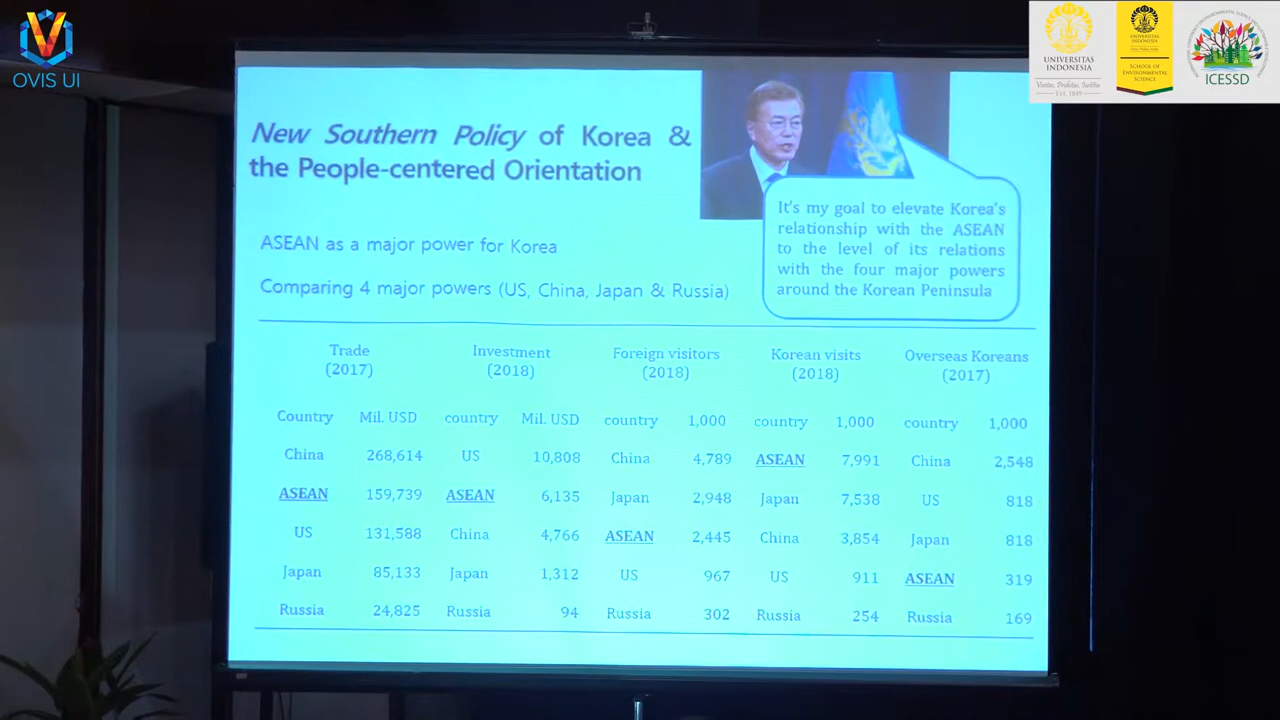 OVIS UI
UNIVERSITAS
INDONESIA
Veritas, Probitas, Iustitia
EST. 1849
UNIVERSITAS
INDONESIA
SCHOOL OF
ENVIRONMENTAL
SCIENCE
ICESSD
New Southern Policy of Korea &
the People-centered Orientation
It's my goal to elevate Korea's
relationship with the ASEAN
to the level of its relations
with the four major powers
around the Korean Peninsula
ASEAN as a major power for Korea
Comparing 4 major powers (US, China, Japan & Russia)
Trade Investment Foreign visitors Korean visits Overseas Koreans
(2017) (2018) (2018) (2018) (2017)
Country Mil. USD country Mil. USD country 1,000 country 1,000 country 1,000
China 268,614 US 10,808 China 4,789 ASEAN 7,991 China 2,548
ASEAN 159,739 ASEAN 6,135 Japan 2,948 Japan 7,538 US 818
US 131,588 China 4,766 ASEAN 2,445 China 3,854 Japan 818
Japan 85,133 Japan 1,312 US 967 US 911 ASEAN 319
Russia 24,825 Russia 94 Russia 302 Russia 254 Russia 169